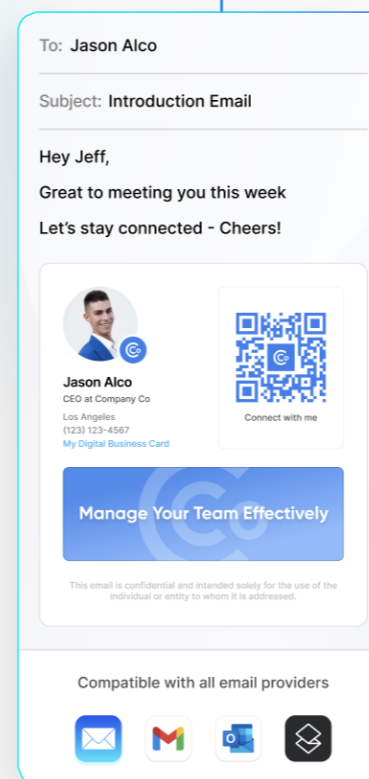 To: Jason Alco
Subject: Introduction Email
Hey Jeff,
Great to meeting you this week
Let's stay connected - Cheers!
Jason Alco
CEO at Company Co
Los Angeles
(123) 123-4567
My Digital Business Card
Connect with me
Manage Your Team Effectively
This email is confidential and intended solely for the use of the
individual or entity to whom it is addressed.
Compatible with all email providers